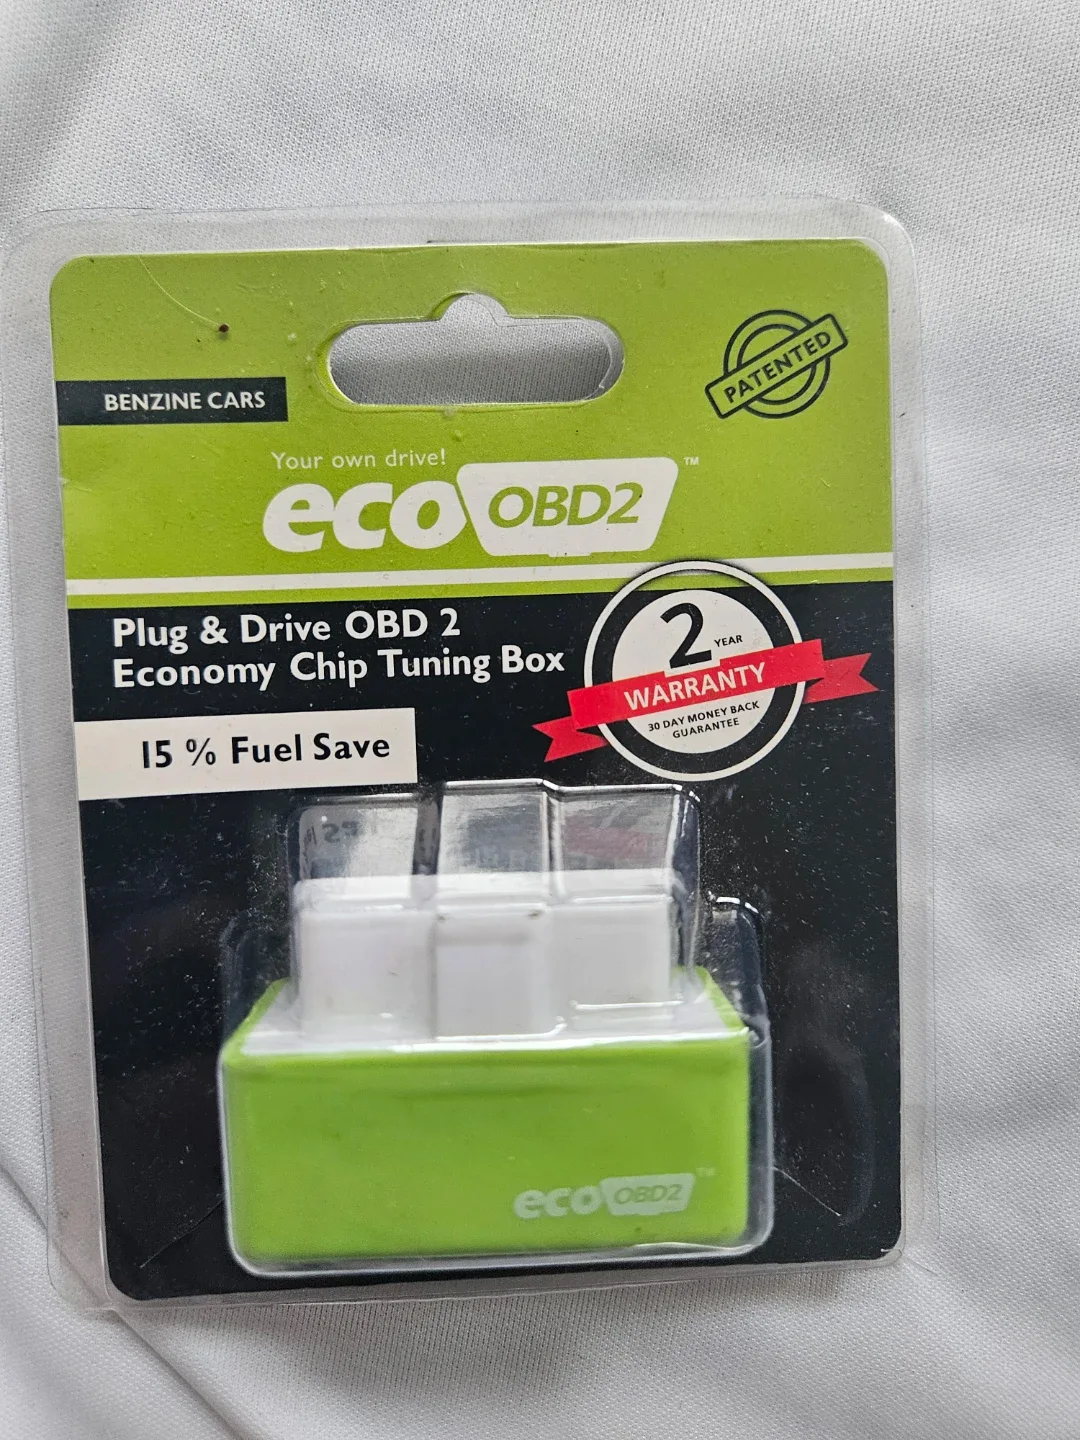 BENZINE CARS
PATENTED
Your own drive!
eco OBD2 ™
Plug & Drive OBD 2
Economy Chip Tuning Box
2 YEAR
WARRANTY
30 DAY MONEY BACK
GUARANTEE
15 % Fuel Save
eco OBD2 ™